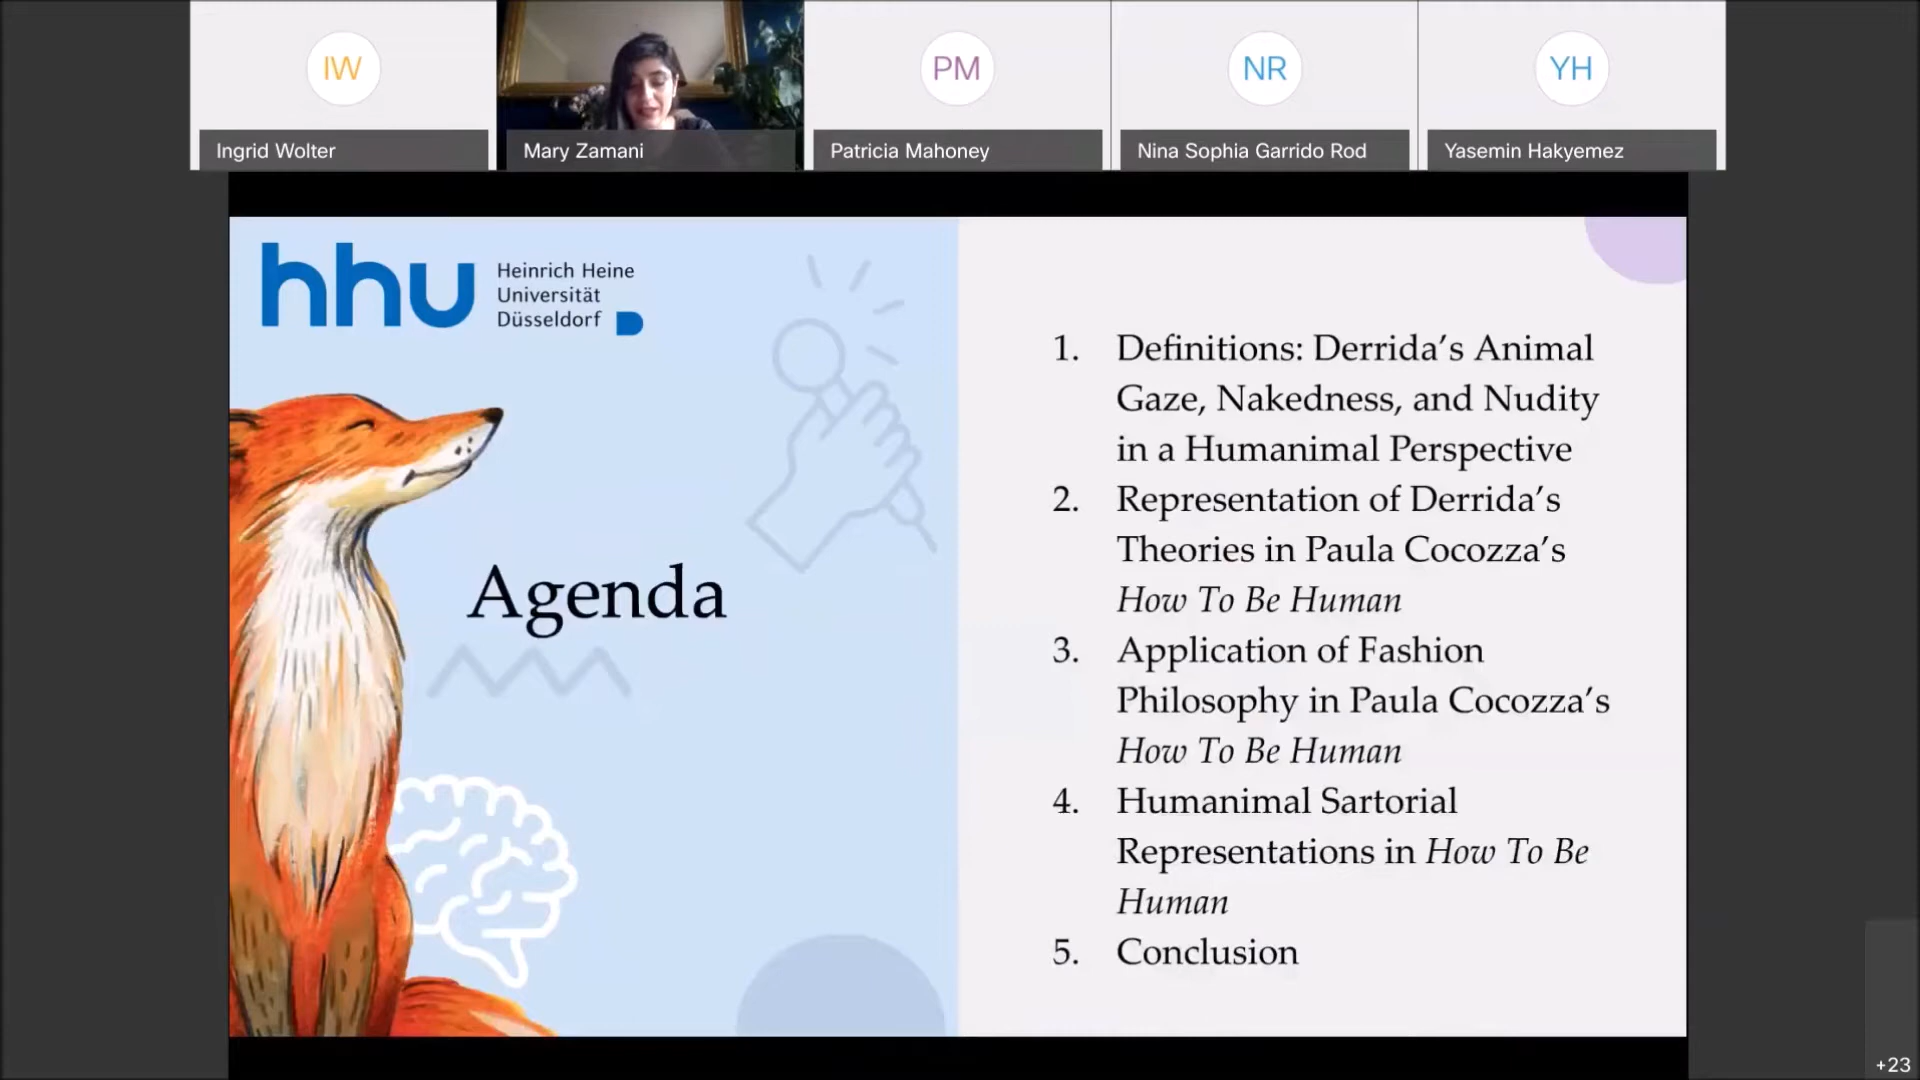 IW
PM
NR
YH
Ingrid Wolter
Mary Zamani
Patricia Mahoney
Nina Sophia Garrido Rod
Yasemin Hakyemez
hhu
Heinrich Heine
Universität
Düsseldorf
Agenda
1. Definitions: Derrida’s Animal
Gaze, Nakedness, and Nudity
in a Humanimal Perspective
2. Representation of Derrida’s
Theories in Paula Cocozza’s
How To Be Human
3. Application of Fashion
Philosophy in Paula Cocozza’s
How To Be Human
4. Humanimal Sartorial
Representations in How To Be
Human
5. Conclusion
+23